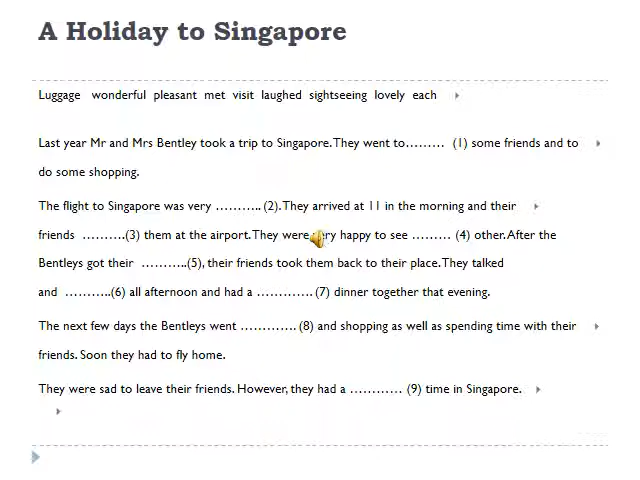 A Holiday to Singapore
Luggage wonderful pleasant met visit laughed sightseeing lovely each
Last year Mr and Mrs Bentley took a trip to Singapore. They went to……… (1) some friends and to
do some shopping.
The flight to Singapore was very ……….. (2). They arrived at 11 in the morning and their
friends ……….(3) them at the airport. They were very happy to see ……… (4) other. After the
Bentleys got their ………..(5), their friends took them back to their place. They talked
and ………..(6) all afternoon and had a …………. (7) dinner together that evening.
The next few days the Bentleys went …………. (8) and shopping as well as spending time with their
friends. Soon they had to fly home.
They were sad to leave their friends. However, they had a ………… (9) time in Singapore.